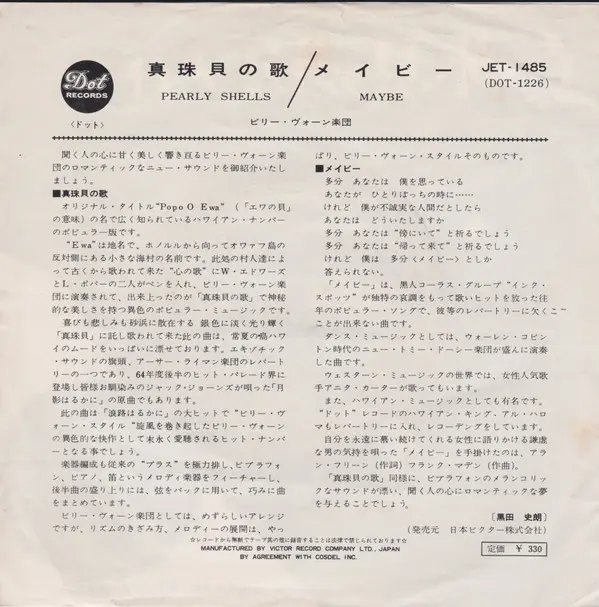 Dot
RECORDS
〈ドット〉
真珠貝の歌/メイビー
PEARLY SHELLS
MAYBE
ビリー・ヴォーン楽団
JET-1485
(DOT-1226)
聞く人の心に甘く美しく響き亘るビリー・ヴォーン楽
団のロマンティックなニュー・サウンドを御紹介いたし
ましょう。
■真珠貝の歌
オリジナル・タイトル“Popo O Ewa”(「エワの貝」
の意味)の名で広く知られているハワイアン・ナンバー
のポピュラー版です。
“Ewa”は地名で、ホノルルから向ってオワァフ島の
反対側にある小さな海村の名前です。此処の村人達によ
って古くから歌われて来た“心の歌”にW・エドワーズ
とL・ポバーの二人がペンを入れ、ビリー・ヴォーン楽
団に演奏されて、出来上ったのが「真珠貝の歌」で神秘
的な美しさを持つ異色のポピュラー・ミュージックです。
喜びも悲しみも砂浜に散在する 銀色に淡く光り輝く
「真珠貝」に託し歌われて来た此の曲は、常夏の島ハワ
イのムードをいっぱいに漂せております。エキゾチック
・サウンドの旗頭、アーサー・ライマン楽団のレパート
リーの一つであり、64年度後半のヒット・パレード界に
登場し皆様お馴染みのジャック・ジョーンズが唄った「月
影はるかに」の原曲でもあります。
此の曲は「浪路はるかに」の大ヒットで“ビリー・ヴ
ォーン・スタイル”旋風を巻き起したビリー・ヴォーン
の異色的な快作として末永く愛聴されるヒット・ナンバ
ーとなる事でしょう。
楽器編成も従来の“ブラス”を極力排し、ビブラフォ
ン、ピアノ、笛というメロディ楽器をフィーチャーし、
後半曲の盛り上りには、弦をバックに用いて、巧みに曲
をまとめています。
ビリー・ヴォーン楽団としては、めずらしいアレンジ
ですが、リズムのきざみ方、メロディーの展開は、やっ
ぱり、ビリー・ヴォーン・スタイルそのものです。
■メイビー
多分 あなたは 僕を思っている
あなたが ひとりぼっちの時に……
けれど 僕が不誠実な人間だとしたら
あなたは どういたしますか
多分 あなたは“傍にいて”と祈るでしょう
多分 あなたは“帰って来て”と祈るでしょう
けれど 僕は 多分〈メイビー〉としか
答えられない。
「メイビー」は、黒人コーラス・グループ“インク・
スポッツ”が独特の哀調をもって歌いヒットを放った往
年のポピュラー・ソングで、彼等のレパートリーに欠くこ
ことが出来ない曲です。
ダンス・ミュージックとしては、ウォーレン・コビン
トン時代のニュー・トミー・ドーシー楽団が盛んに演奏
した曲です。
ウェスターン・ミュージックの世界では、女性人気歌
手アニタ・カーターが歌ってもいます。
また、ハワイアン・ミュージックとしても有名です。
“ドット”レコードのハワイアン・キング、アル・ハロ
マもレパートリーに入れ、レコーデングをしています。
自分を永遠に慕い続けてくれる女性に語りかける謙虚
な男の気持を唄った「メイビー」を手掛けたのは、アラ
ン・フリーン(作詞)フランク・マデン(作曲)。
「真珠貝の歌」同様に、ビアラフォンのメランコリッ
クなサウンドが漂い、聞く人の心にロマンティックな夢
を与えることでしょう。
〔黒田 史朗〕
(発売元 日本ビクター株式会社)
☆レコードから無断でテープ其の他に録音することは法律で禁じられております☆
MANUFACTURED BY VICTOR RECORD COMPANY LTD., JAPAN
BY AGREEMENT WITH COSDEL INC.
定価 ¥ 330